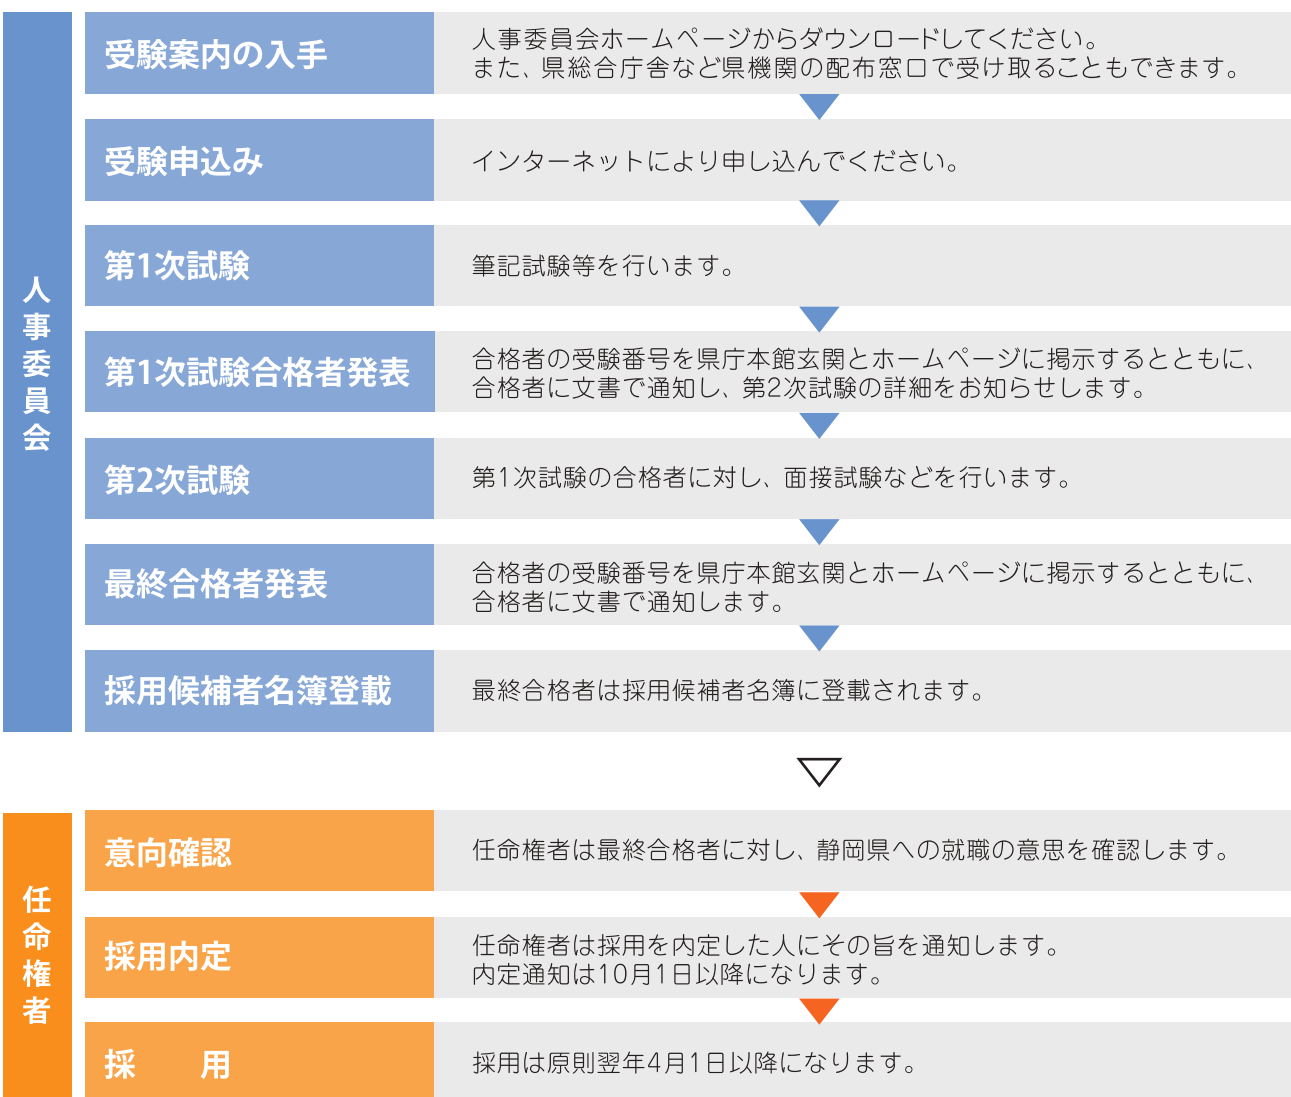 人事委員会
受験案内の入手
人事委員会ホームページからダウンロードしてください。
また、県総合庁舎など県機関の配布窓口で受け取ることもできます。
受験申込み
インターネットにより申し込んでください。
第1次試験
筆記試験等を行います。
第1次試験合格者発表
合格者の受験番号を県庁本館玄関とホームページに掲示するとともに、
合格者に文書で通知し、第2次試験の詳細をお知らせします。
第2次試験
第1次試験の合格者に対し、面接試験などを行います。
最終合格者発表
合格者の受験番号を県庁本館玄関とホームページに掲示するとともに、
合格者に文書で通知します。
採用候補者名簿登載
最終合格者は採用候補者名簿に登載されます。
任命権者
意向確認
任命権者は最終合格者に対し、静岡県への就職の意思を確認します。
採用内定
任命権者は採用を内定した人にその旨を通知します。
内定通知は10月1日以降になります。
採　　用
採用は原則翌年4月1日以降になります。